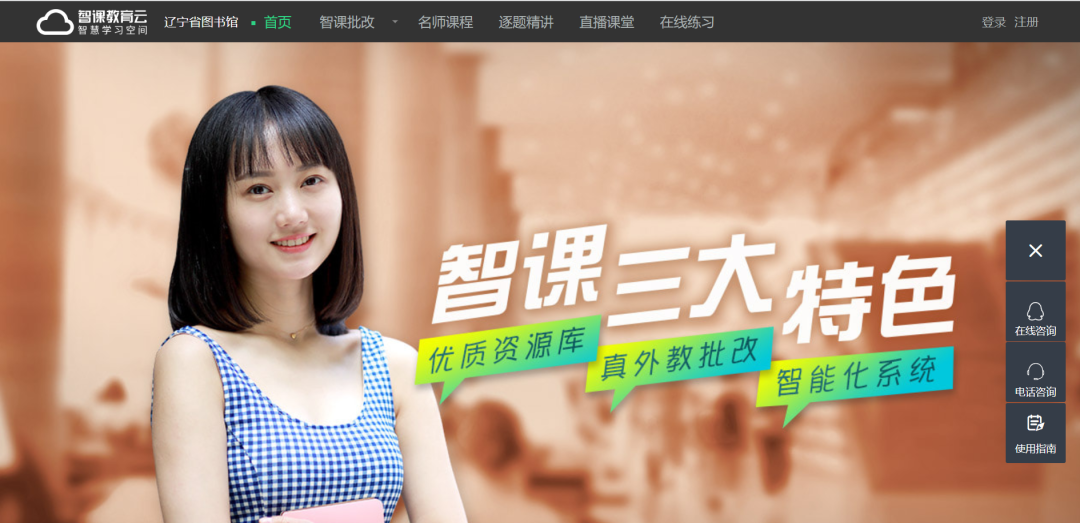 智课教育云
智慧学习空间
辽宁省图书馆
首页 智课批改 名师课程 逐题精讲 直播课堂 在线练习
登录 注册
智课三大特色
优质资源库
真外教批改
智能化系统
在线咨询
电话咨询
使用指南